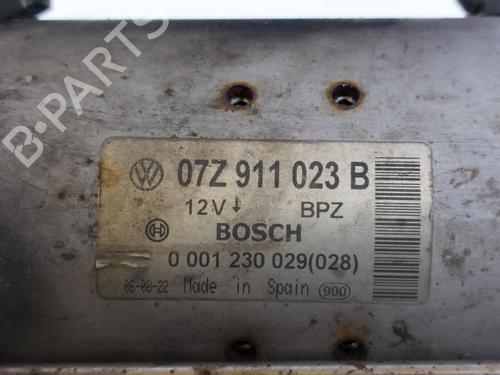 07Z 911 023 B
12V BPZ
BOSCH
0 001 230 029(028)
06-08-22 Made in Spain 900
B-PARTS